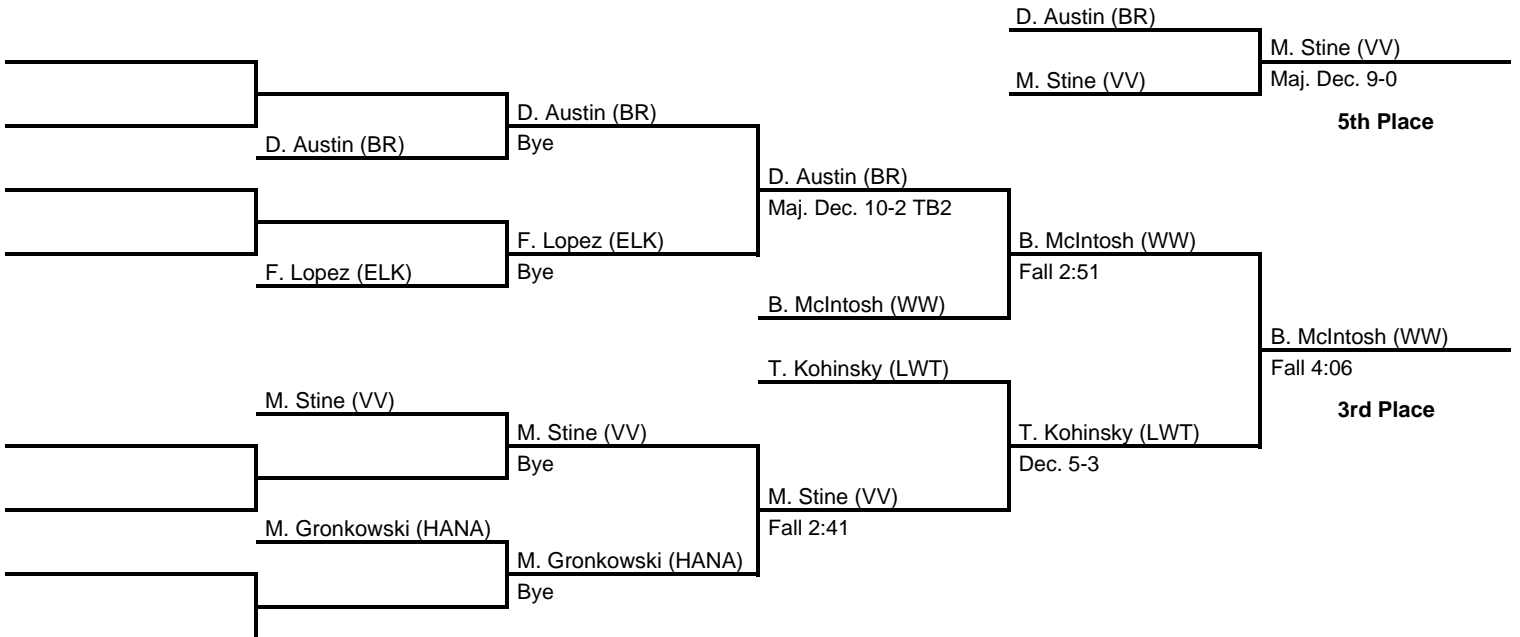 D. Austin (BR)
M. Stine (VV)
M. Stine (VV)
Maj. Dec. 9-0
5th Place
D. Austin (BR)
D. Austin (BR)
Bye
D. Austin (BR)
Maj. Dec. 10-2 TB2
F. Lopez (ELK)
F. Lopez (ELK)
Bye
B. McIntosh (WW)
Fall 2:51
B. McIntosh (WW)
B. McIntosh (WW)
Fall 4:06
3rd Place
T. Kohinsky (LWT)
M. Stine (VV)
M. Stine (VV)
Bye
T. Kohinsky (LWT)
Dec. 5-3
M. Stine (VV)
Fall 2:41
M. Gronkowski (HANA)
M. Gronkowski (HANA)
Bye